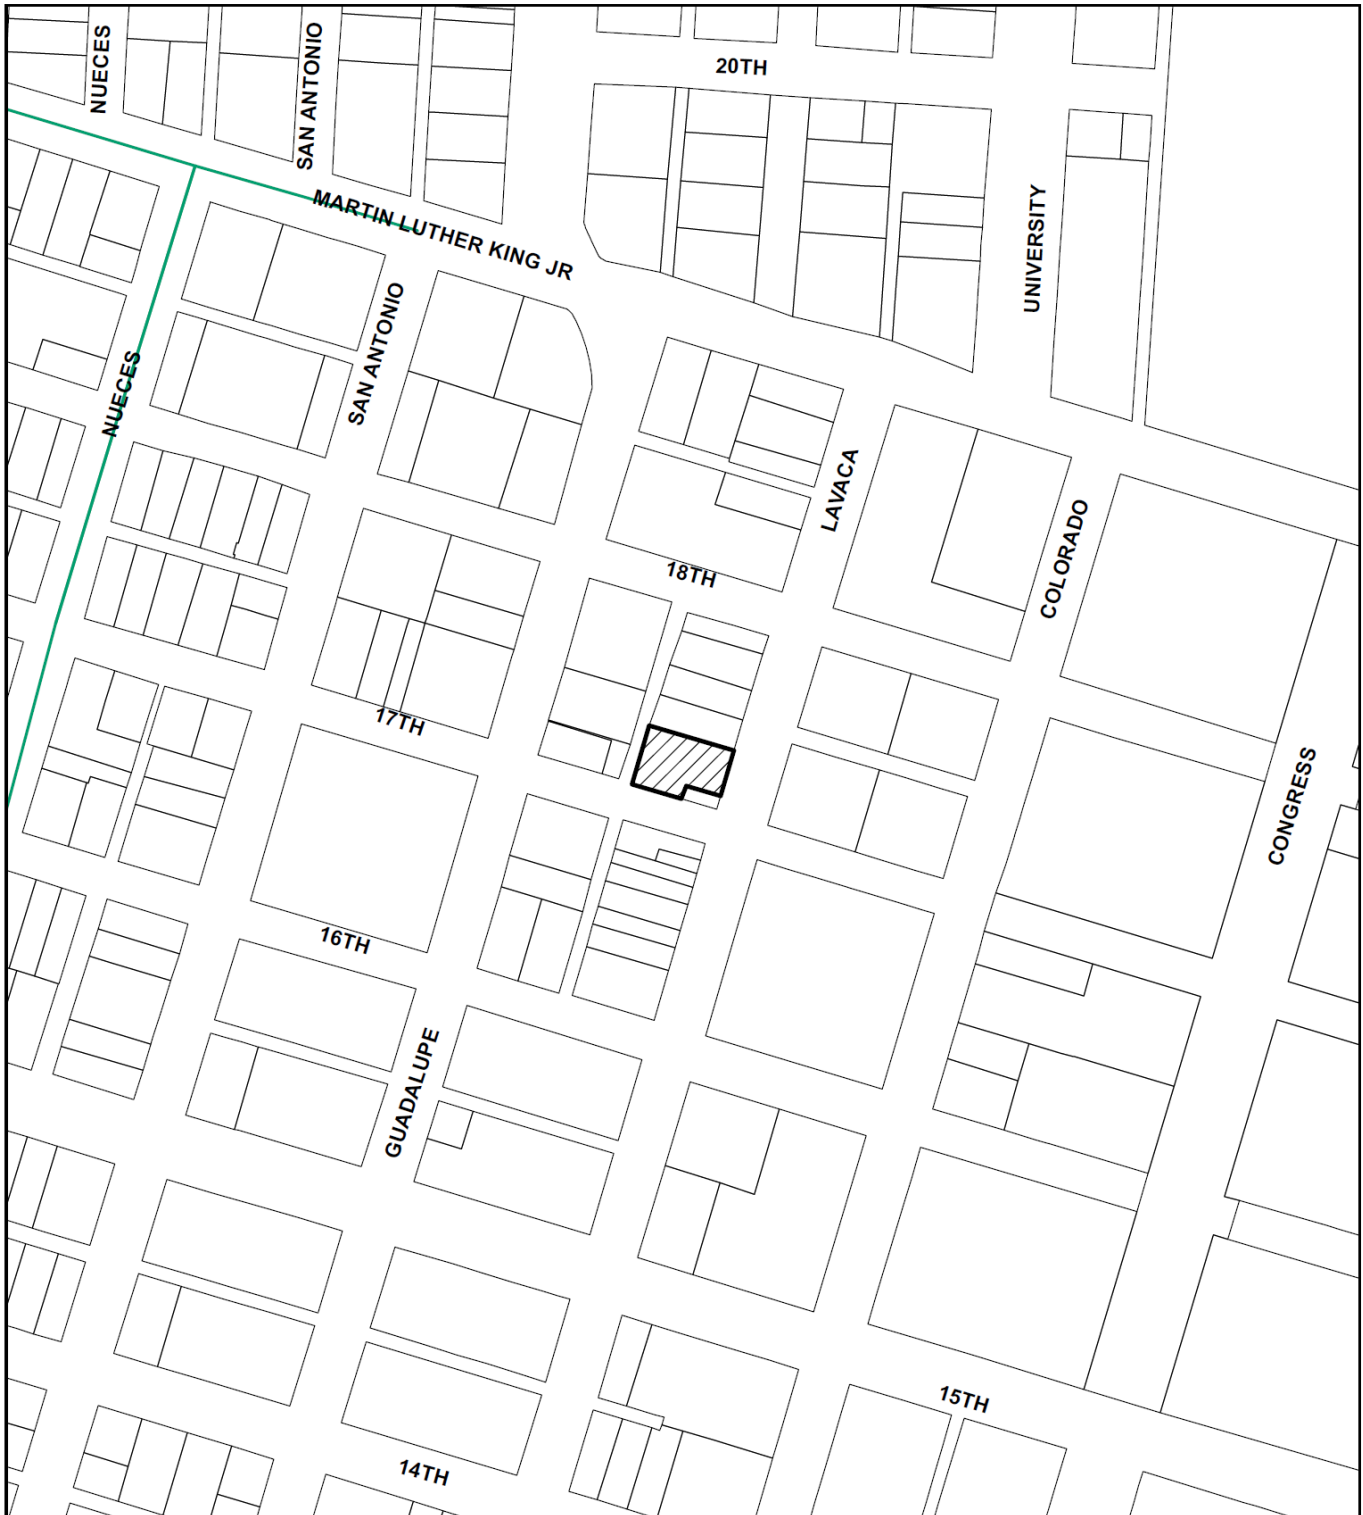 NUECES
SAN ANTONIO
20TH
MARTIN LUTHER KING JR
UNIVERSITY
SAN ANTONIO
NUECES
LAVACA
COLORADO
18TH
17TH
CONGRESS
16TH
GUADALUPE
15TH
14TH